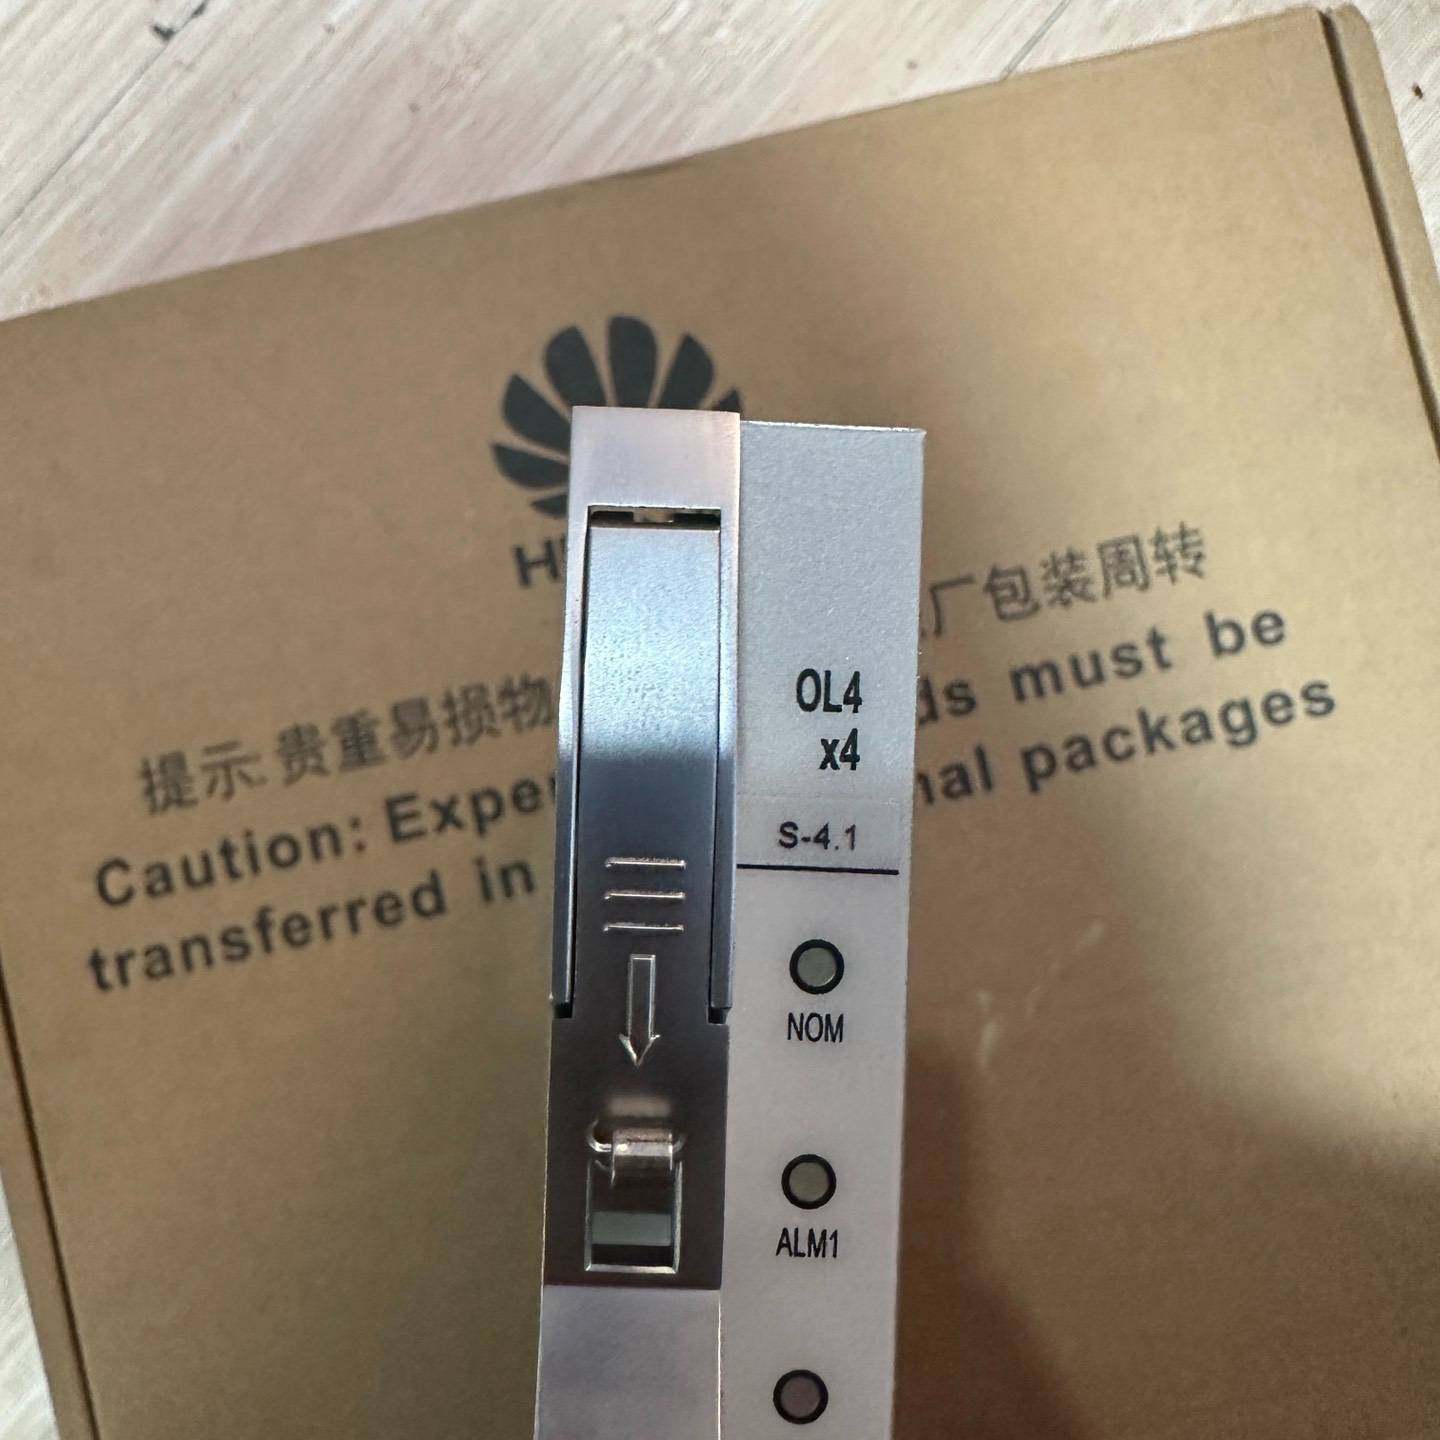 厂包装周转
提示:贵重易损物
ds must be
Caution:
nal packages
transferred in
OL4
x4
S-4.1
NOM
ALM1